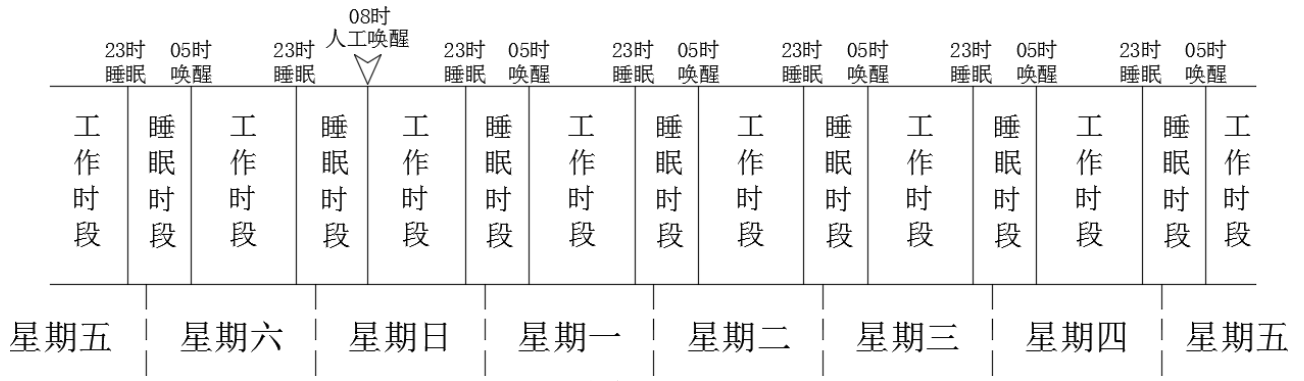 08时
人工唤醒
23时 05时 23时 23时 05时 23时 05时 23时 05时 23时 05时 23时 05时
睡眠 唤醒 睡眠 睡眠 唤醒 睡眠 唤醒 睡眠 唤醒 睡眠 唤醒 睡眠 唤醒
工作时段 睡眠时段 工作时段 睡眠时段 工作时段 睡眠时段 工作时段 睡眠时段 工作时段 睡眠时段 工作时段 睡眠时段 工作时段 睡眠时段 工作时段
星期五 星期六 星期日 星期一 星期二 星期三 星期四 星期五